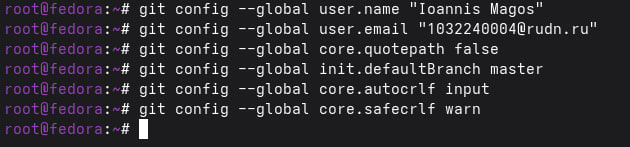 root@fedora:~# git config --global user.name "Ioannis Magos"
root@fedora:~# git config --global user.email "1032240004@rudn.ru"
root@fedora:~# git config --global core.quotepath false
root@fedora:~# git config --global init.defaultBranch master
root@fedora:~# git config --global core.autocrlf input
root@fedora:~# git config --global core.safecrlf warn
root@fedora:~#